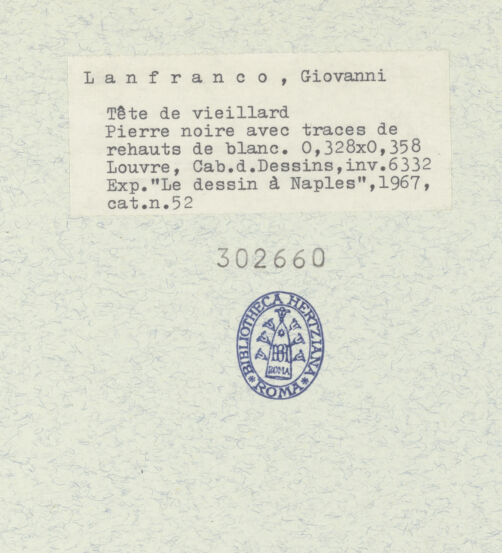 Lanfranco, Giovanni
Tête de vieillard
Pierre noire avec traces de
rehauts de blanc. 0,328x0,358
Louvre, Cab.d.Dessins,inv.6332
Exp."Le dessin à Naples",1967,
cat.n.52
302660
BIBLIOTHECA HERTZIANA
BH
ROMA
* ROMA *